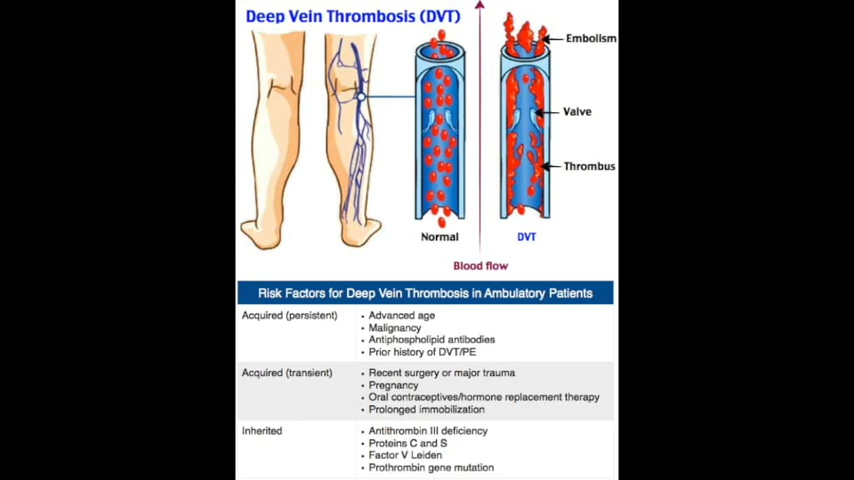 Deep Vein Thrombosis (DVT)
Embolism
Valve
Thrombus
Normal
DVT
Blood flow
Risk Factors for Deep Vein Thrombosis in Ambulatory Patients
Acquired (persistent)
• Advanced age
• Malignancy
• Antiphospholipid antibodies
• Prior history of DVT/PE
Acquired (transient)
• Recent surgery or major trauma
• Pregnancy
• Oral contraceptives/hormone replacement therapy
• Prolonged immobilization
Inherited
• Antithrombin III deficiency
• Proteins C and S
• Factor V Leiden
• Prothrombin gene mutation